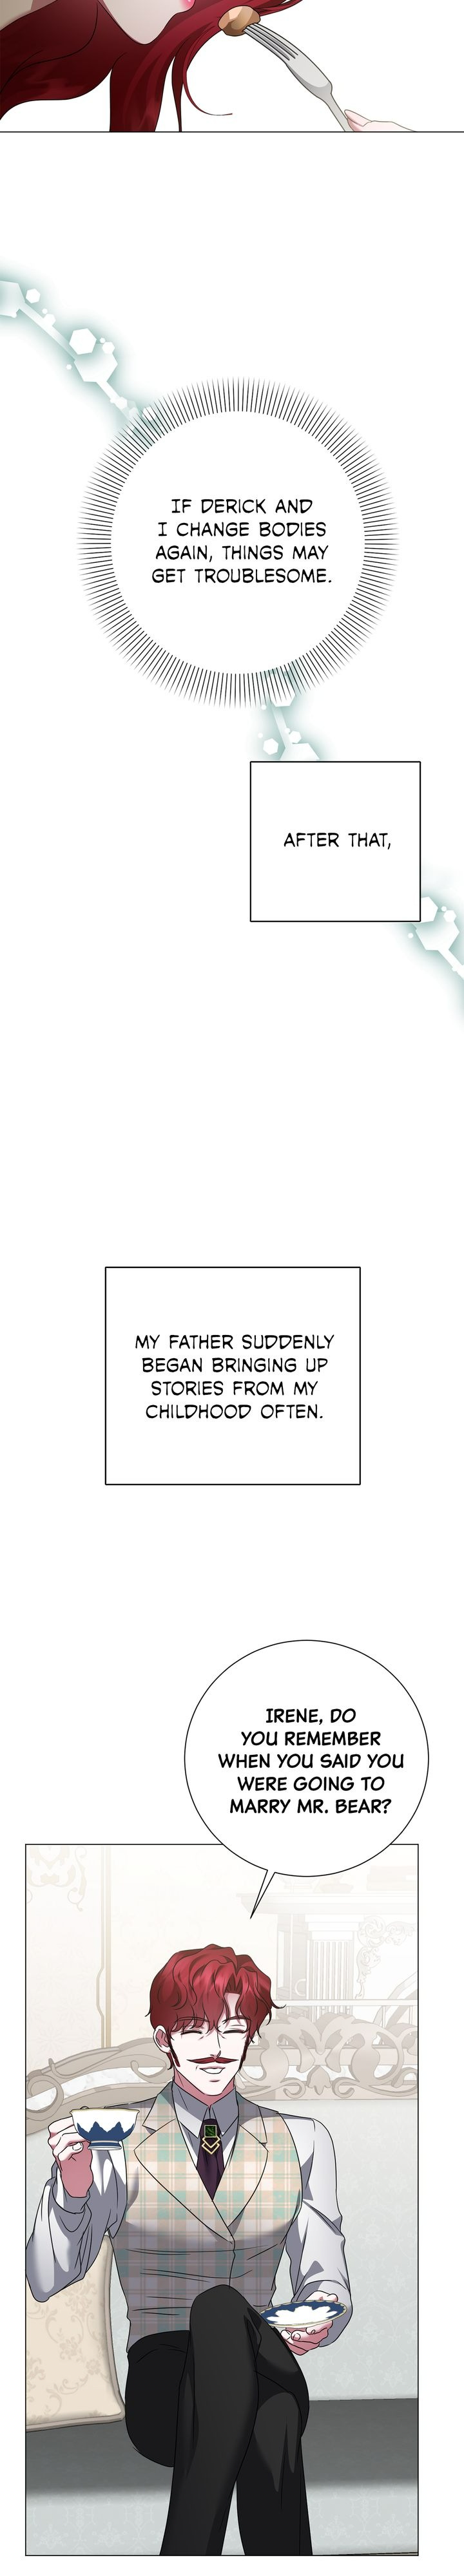 IF DERICK AND
I CHANGE BODIES
AGAIN, THINGS MAY
GET TROUBLESOME.
AFTER THAT,
MY FATHER SUDDENLY
BEGAN BRINGING UP
STORIES FROM MY
CHILDHOOD OFTEN.
IRENE, DO
YOU REMEMBER
WHEN YOU SAID YOU
WERE GOING TO
MARRY MR. BEAR?